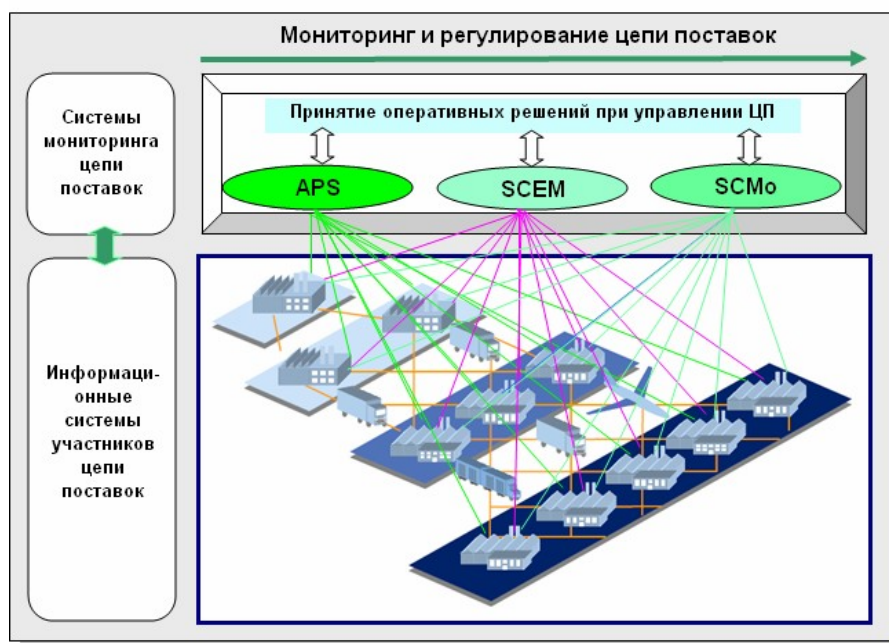 Мониторинг и регулирование цепи поставок
Системы
мониторинга
цепи
поставок
Принятие оперативных решений при управлении ЦП
APS
SCEM
SCMo
Информаци-
онные
системы
участников
цепи
поставок